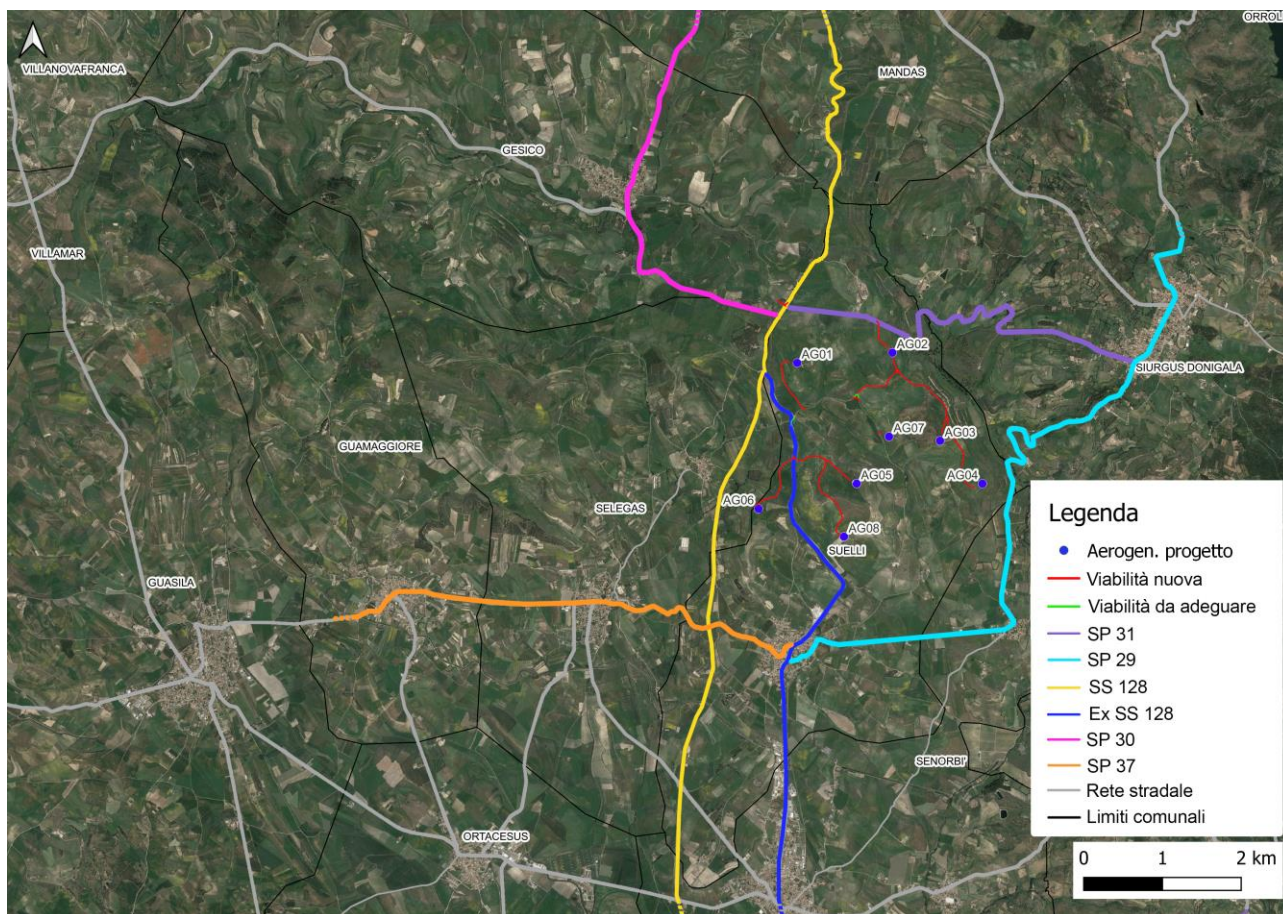 ORROL
VILLANOVAFRANCA
MANDAS
GESICO
VILLAMAR
AG02
AG01
SIURGUS DONIGALA
AG07
AG03
GUAMAGGIORE
AG05
AG04
AG06
SELEGAS
AG08
SUELLI
GUASILA
SENORBI'
ORTACESUS
Legenda
Aerogen. progetto
Viabilità nuova
Viabilità da adeguare
SP 31
SP 29
SS 128
Ex SS 128
SP 30
SP 37
Rete stradale
Limiti comunali
0 1 2 km